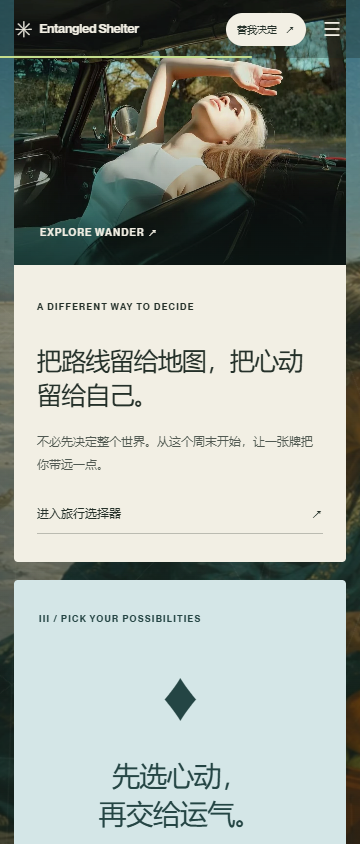 Entangled Shelter
替我决定 ↗
EXPLORE WANDER ↗
A DIFFERENT WAY TO DECIDE
把路线留给地图，把心动
留给自己。
不必先决定整个世界。从这个周末开始，让一张牌把
你带远一点。
进入旅行选择器 ↗
III / PICK YOUR POSSIBILITIES
先选心动，
再交给运气。